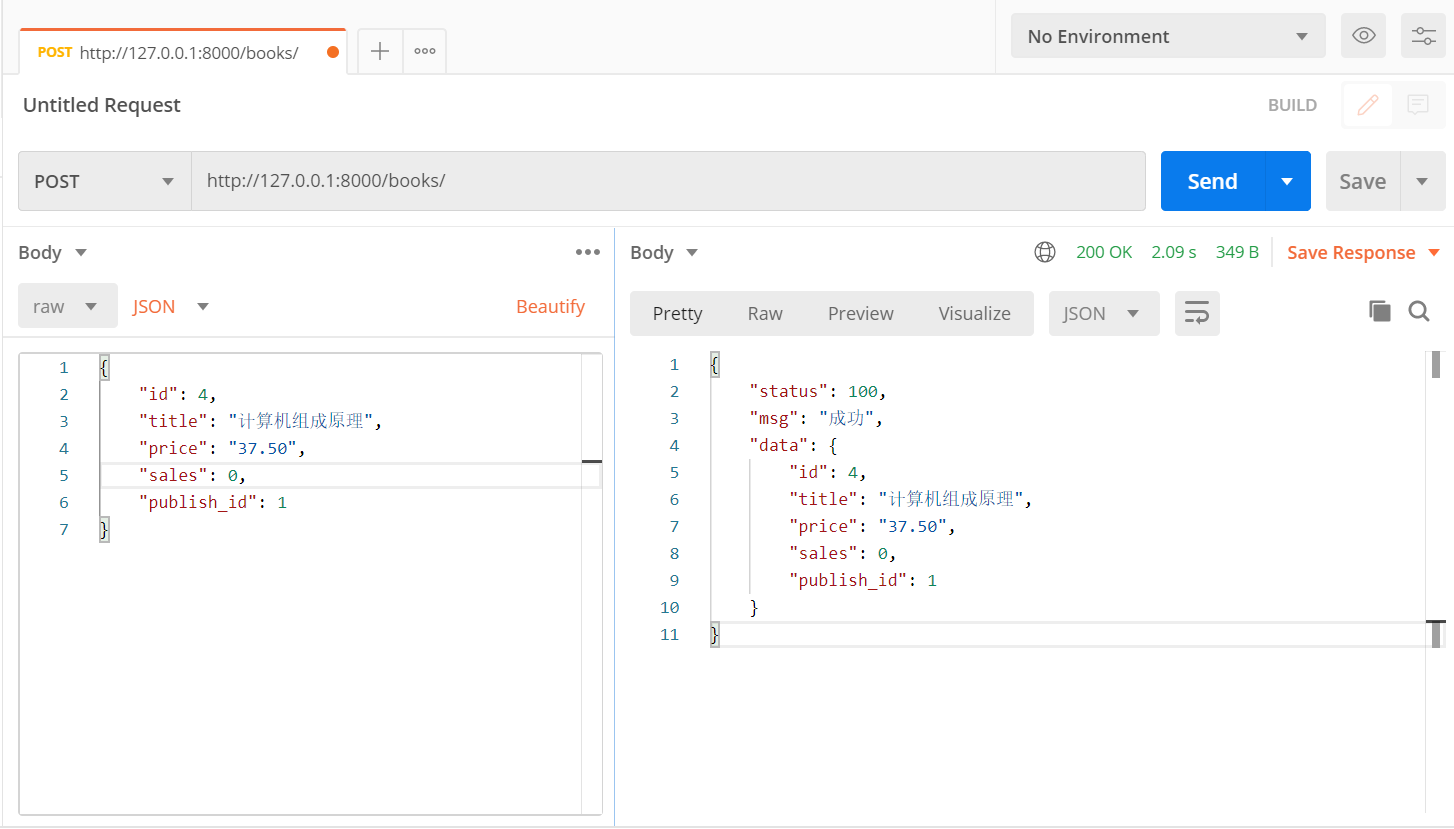 POST http://127.0.0.1:8000/books/
No Environment
Untitled Request
BUILD
POST
http://127.0.0.1:8000/books/
Send
Save
Body
raw
JSON
Beautify
1 {
2 "id": 4,
3 "title": "计算机组成原理",
4 "price": "37.50",
5 "sales": 0,
6 "publish_id": 1
7 }
Body
200 OK 2.09 s 349 B Save Response
Pretty Raw Preview Visualize JSON
1 {
2 "status": 100,
3 "msg": "成功",
4 "data": {
5 "id": 4,
6 "title": "计算机组成原理",
7 "price": "37.50",
8 "sales": 0,
9 "publish_id": 1
10 }
11 }